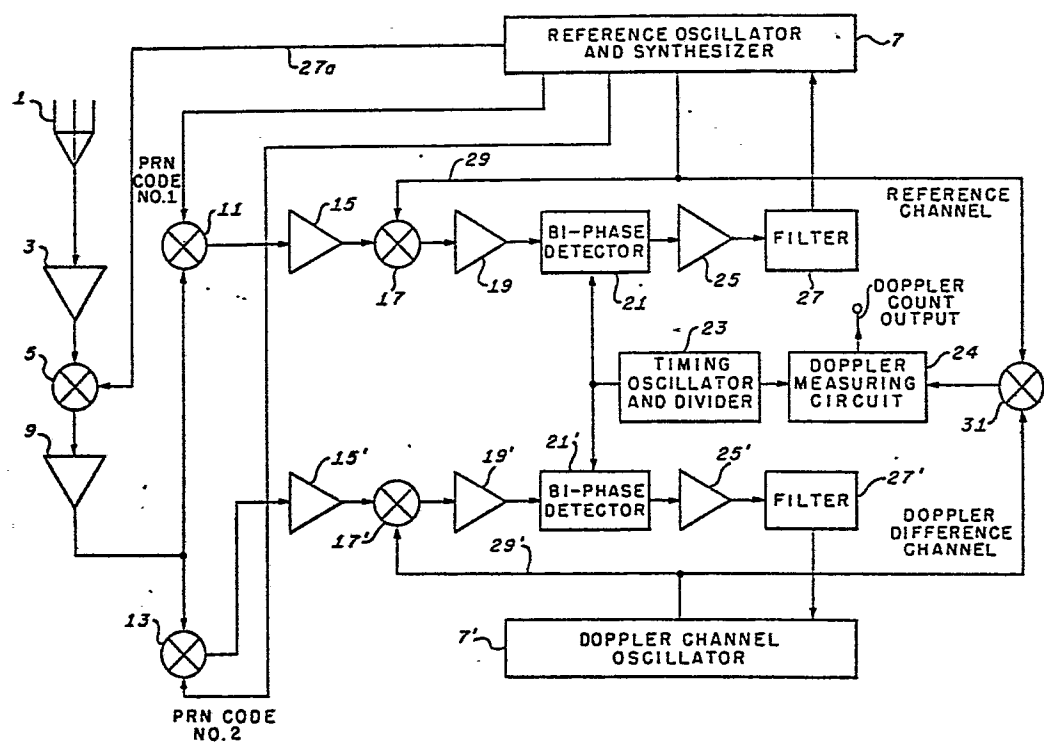 REFERENCE OSCILLATOR
AND SYNTHESIZER
7
27a
1
PRN
CODE
NO.1
29
REFERENCE
CHANNEL
11
15
17
19
BI-PHASE
DETECTOR
21
25
FILTER
27
3
DOPPLER
COUNT
OUTPUT
23
TIMING
OSCILLATOR
AND DIVIDER
DOPPLER
MEASURING
CIRCUIT
24
31
5
9
15'
17'
19'
21'
BI-PHASE
DETECTOR
25'
FILTER
27'
DOPPLER
DIFFERENCE
CHANNEL
29'
13
7'
DOPPLER CHANNEL
OSCILLATOR
PRN CODE
NO.2